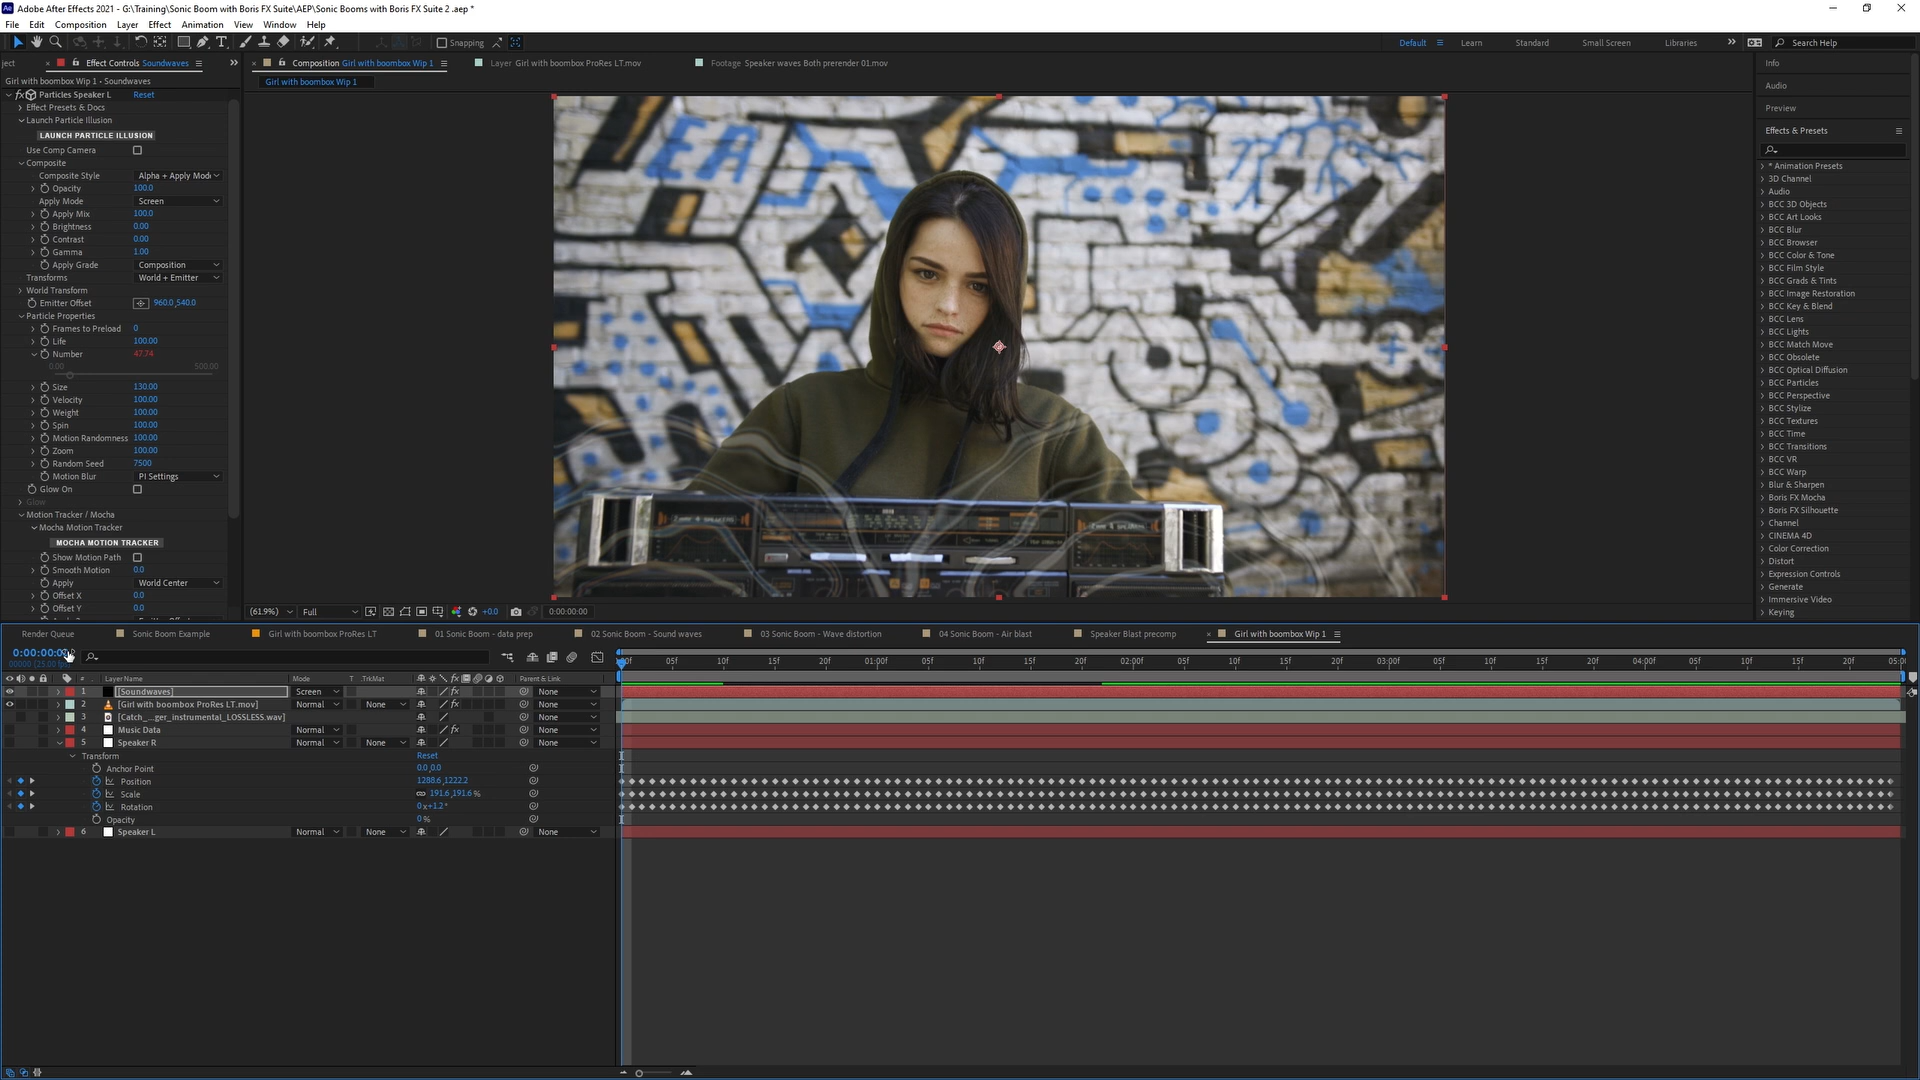 Adobe After Effects 2021 - G:\Training\Sonic Boom with Boris FX Suite\AEP\Sonic Booms with Boris FX Suite 2 .aep *
File Edit Composition Layer Effect Animation View Window Help
Snapping
Default Learn Standard Small Screen Libraries Search Help
ject Effect Controls Soundwaves
Composition Girl with boombox Wip 1 Layer Girl with boombox ProRes LT.mov Footage Speaker waves Both prerender 01.mov
Girl with boombox Wip 1 • Soundwaves
Girl with boombox Wip 1
fx Particles Speaker L Reset
Effect Presets & Docs
Launch Particle Illusion
LAUNCH PARTICLE ILLUSION
Use Comp Camera
Composite
Composite Style Alpha + Apply Mod
Opacity 100.0
Apply Mode Screen
Apply Mix 100.0
Brightness 0.00
Contrast 0.00
Gamma 1.00
Apply Grade Composition
Transforms World + Emitter
World Transform
Emitter Offset 960.0,540.0
Particle Properties
Frames to Preload 0
Life 100.00
Number 47.74
0.00 500.00
Size 130.00
Velocity 100.00
Weight 100.00
Spin 100.00
Motion Randomness 100.00
Zoom 100.00
Random Seed 7500
Motion Blur PI Settings
Glow On
Glow
Motion Tracker / Mocha
Mocha Motion Tracker
MOCHA MOTION TRACKER
Show Motion Path
Smooth Motion 0.0
Apply World Center
Offset X 0.0
Offset Y 0.0
EA
(61.9%) Full +0.0 0:00:00:00
Info
Audio
Preview
Effects & Presets
* Animation Presets
3D Channel
Audio
BCC 3D Objects
BCC Art Looks
BCC Blur
BCC Browser
BCC Color & Tone
BCC Film Style
BCC Grads & Tints
BCC Image Restoration
BCC Key & Blend
BCC Lens
BCC Lights
BCC Match Move
BCC Obsolete
BCC Optical Diffusion
BCC Particles
BCC Perspective
BCC Stylize
BCC Textures
BCC Time
BCC Transitions
BCC VR
BCC Warp
Blur & Sharpen
Boris FX Mocha
Boris FX Silhouette
Channel
CINEMA 4D
Color Correction
Distort
Expression Controls
Generate
Immersive Video
Keying
Render Queue Sonic Boom Example Girl with boombox ProRes LT 01 Sonic Boom - data prep 02 Sonic Boom - Sound waves 03 Sonic Boom - Wave distortion 04 Sonic Boom - Air blast Speaker Blast precomp Girl with boombox Wip 1
0:00:00:0
00000 (25.00
05f 10f 15f 20f 01:00f 05f 10f 15f 20f 02:00f 05f 10f 15f 20f 03:00f 05f 10f 15f 20f 04:00f 05f 10f 15f 20f 05:0
# Layer Name Mode T .TrkMat fx Parent & Link
1 [Soundwaves] Screen fx None
2 [Girl with boombox ProRes LT.mov] Normal None fx None
3 [Catch_...ger_instrumental_LOSSLESS.wav] None
4 Music Data Normal fx None
5 Speaker R Normal None None
Transform Reset
Anchor Point 0.0,0.0
Position 1288.6,1222.2
Scale 191.6,191.6 %
Rotation 0x+1.2°
Opacity 0 %
6 Speaker L Normal None None